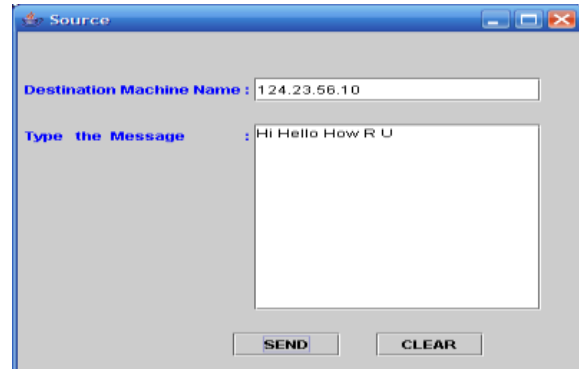 Source
Destination Machine Name : 124.23.56.10
Type the Message : Hi Hello How R U
SEND CLEAR